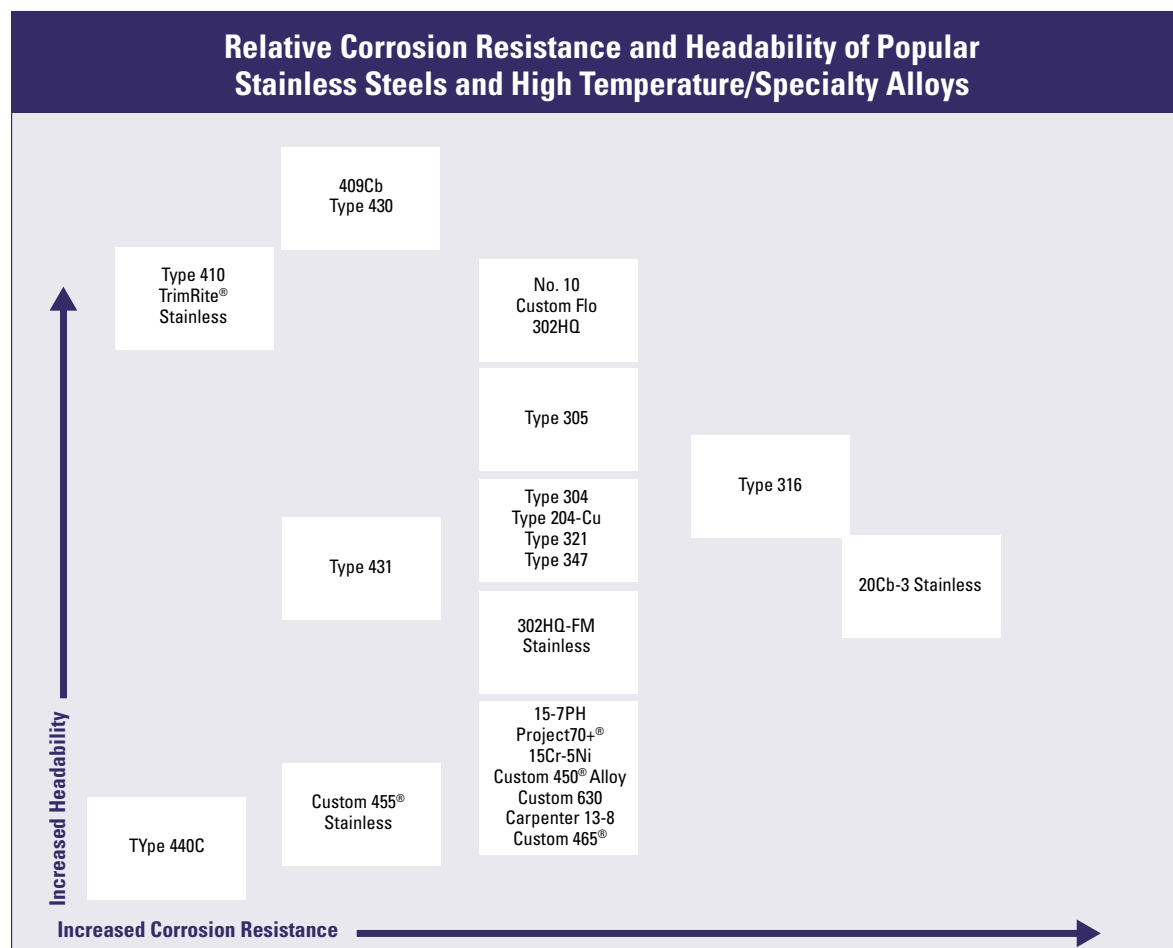 Relative Corrosion Resistance and Headability of Popular
Stainless Steels and High Temperature/Specialty Alloys
409Cb
Type 430
Type 410
TrimRite®
Stainless
No. 10
Custom Flo
302HQ
Type 305
Type 316
Type 304
Type 204-Cu
Type 321
Type 347
Type 431
20Cb-3 Stainless
302HQ-FM
Stainless
15-7PH
Project70+®
15Cr-5Ni
Custom 450® Alloy
Custom 630
Carpenter 13-8
Custom 465®
Custom 455®
Stainless
TYpe 440C
Increased Headability
Increased Corrosion Resistance